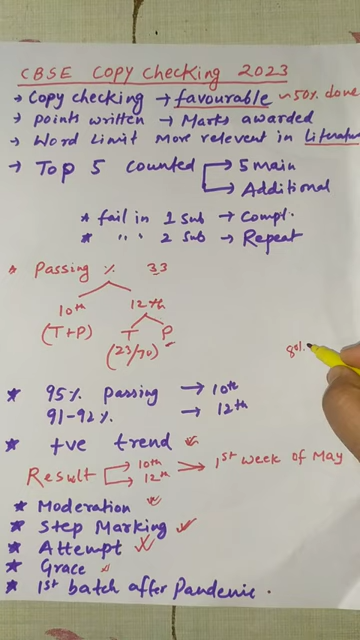 CBSE Copy Checking 2023
→ Copy checking → favourable ~50% done
→ Points written → Marks awarded
→ Word Limit More relevent in Literatu
→ Top 5 counted → 5 main
→ Additional
* fail in 1 sub → Compl.
* " " 2 sub → Repeat
* Passing % 33
10th 12th
(T+P) T P
(23/70)
80%
* 95% passing → 10th
91-92% → 12th
* +ve trend ✓
Result → 10th → 1st week of May
→ 12th
* Moderation
* Step Marking ✓
* Attempt
* Grace
* 1st batch after Pandemic.